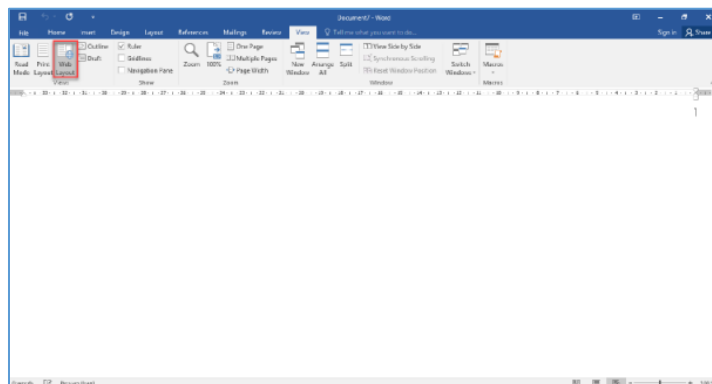 Document7 - Word
File Home Insert Design Layout References Mailings Review View Tell me what you want to do... Sign in Share
Read Mode Print Layout Web Layout Outline Draft
Ruler Gridlines Navigation Pane
Zoom 100% One Page Multiple Pages Page Width
New Window Arrange All Split
View Side by Side Synchronous Scrolling Reset Window Position
Switch Windows Macros
Views Show Zoom Window Macros